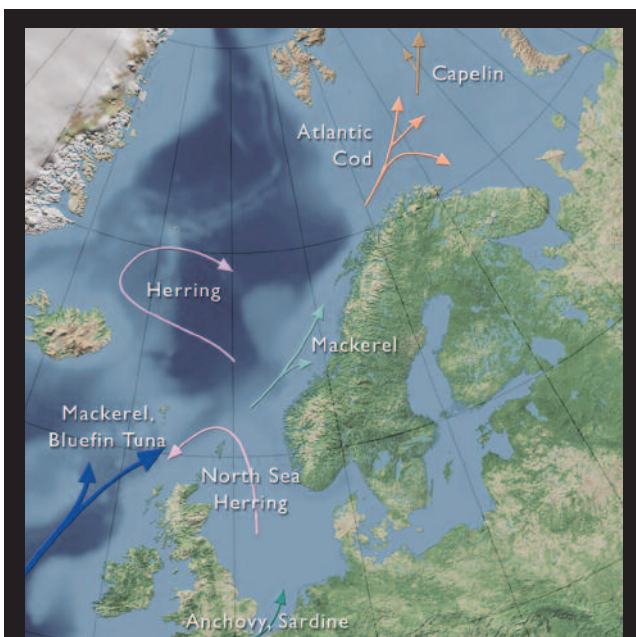 Capelin
Atlantic
Cod
Herring
Mackerel
Mackerel,
Bluefin Tuna
North Sea
Herring
Anchovy, Sardine